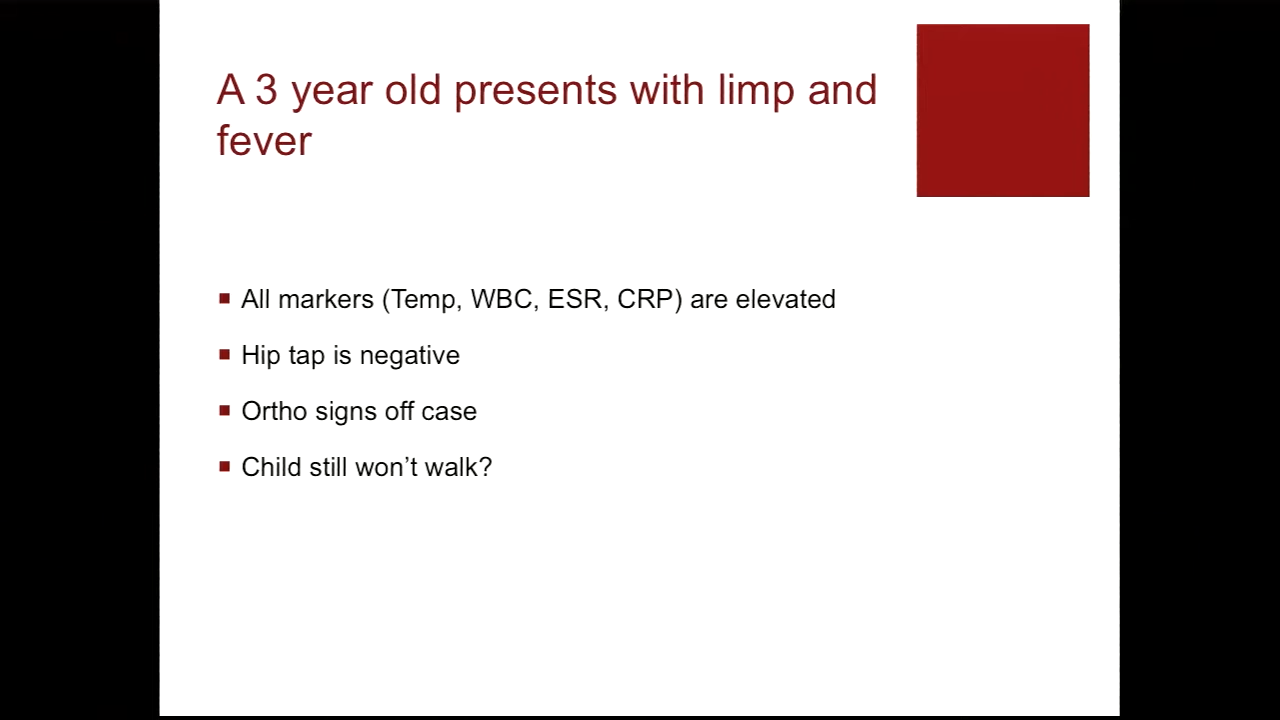 A 3 year old presents with limp and
fever
▪ All markers (Temp, WBC, ESR, CRP) are elevated
▪ Hip tap is negative
▪ Ortho signs off case
▪ Child still won’t walk?